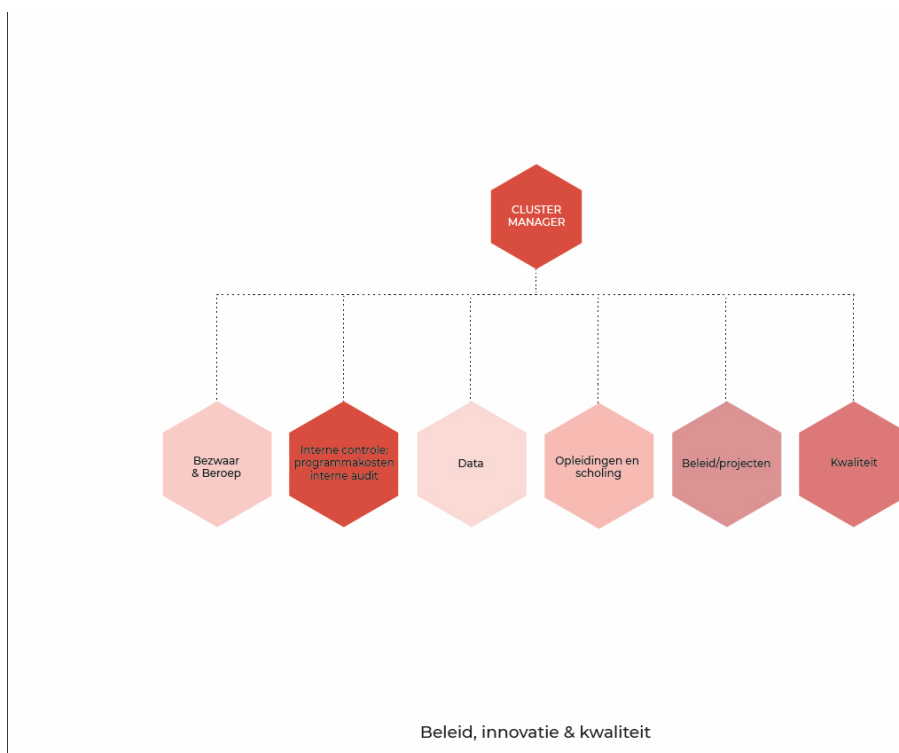 CLUSTER
MANAGER
Bezwaar
& Beroep
Interne controle:
programmakosten
interne audit
Data
Opleidingen en
scholing
Beleid/projecten
Kwaliteit
Beleid, innovatie & kwaliteit